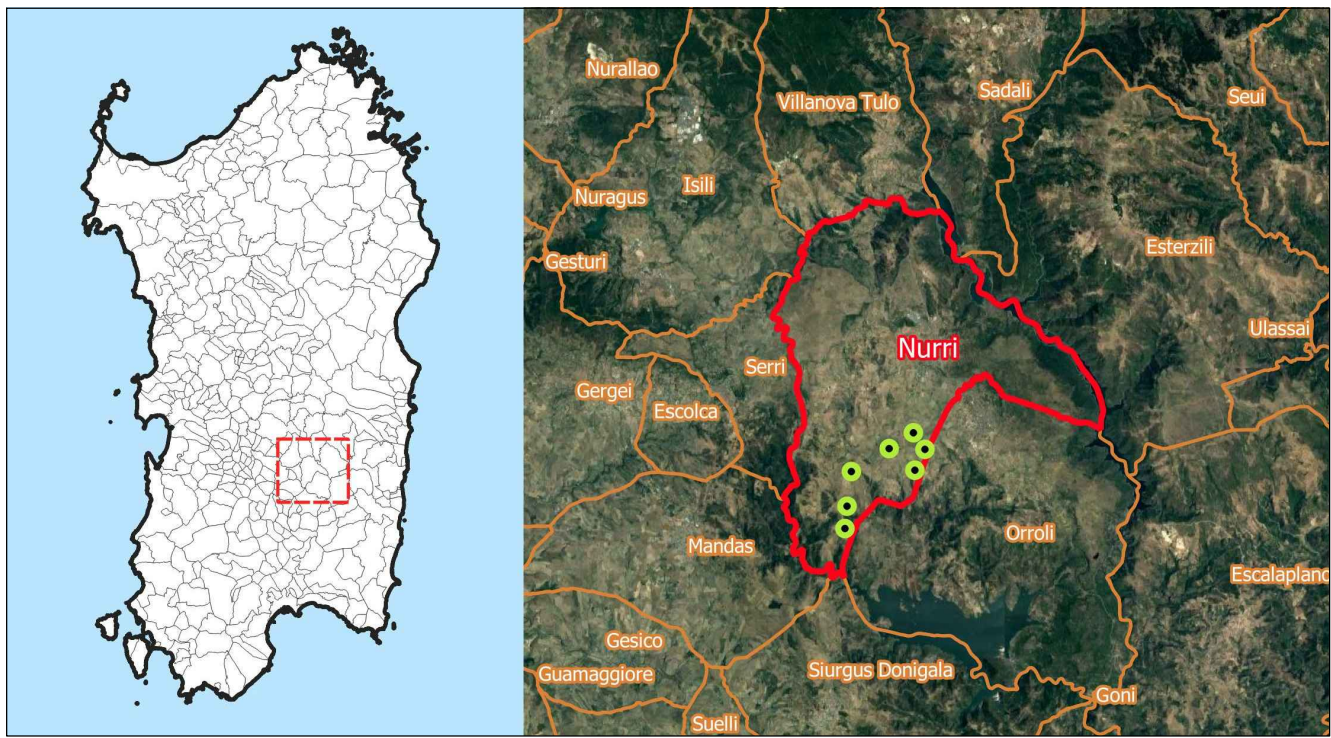 Nurallao
Villanova Tulo
Sadali
Seui
Isili
Nuragus
Gesturi
Esterzili
Ulassai
Nurri
Serri
Gergei
Escolca
Orroli
Mandas
Escalaplano
Gesico
Guamaggiore
Siurgus Donigala
Goni
Suelli